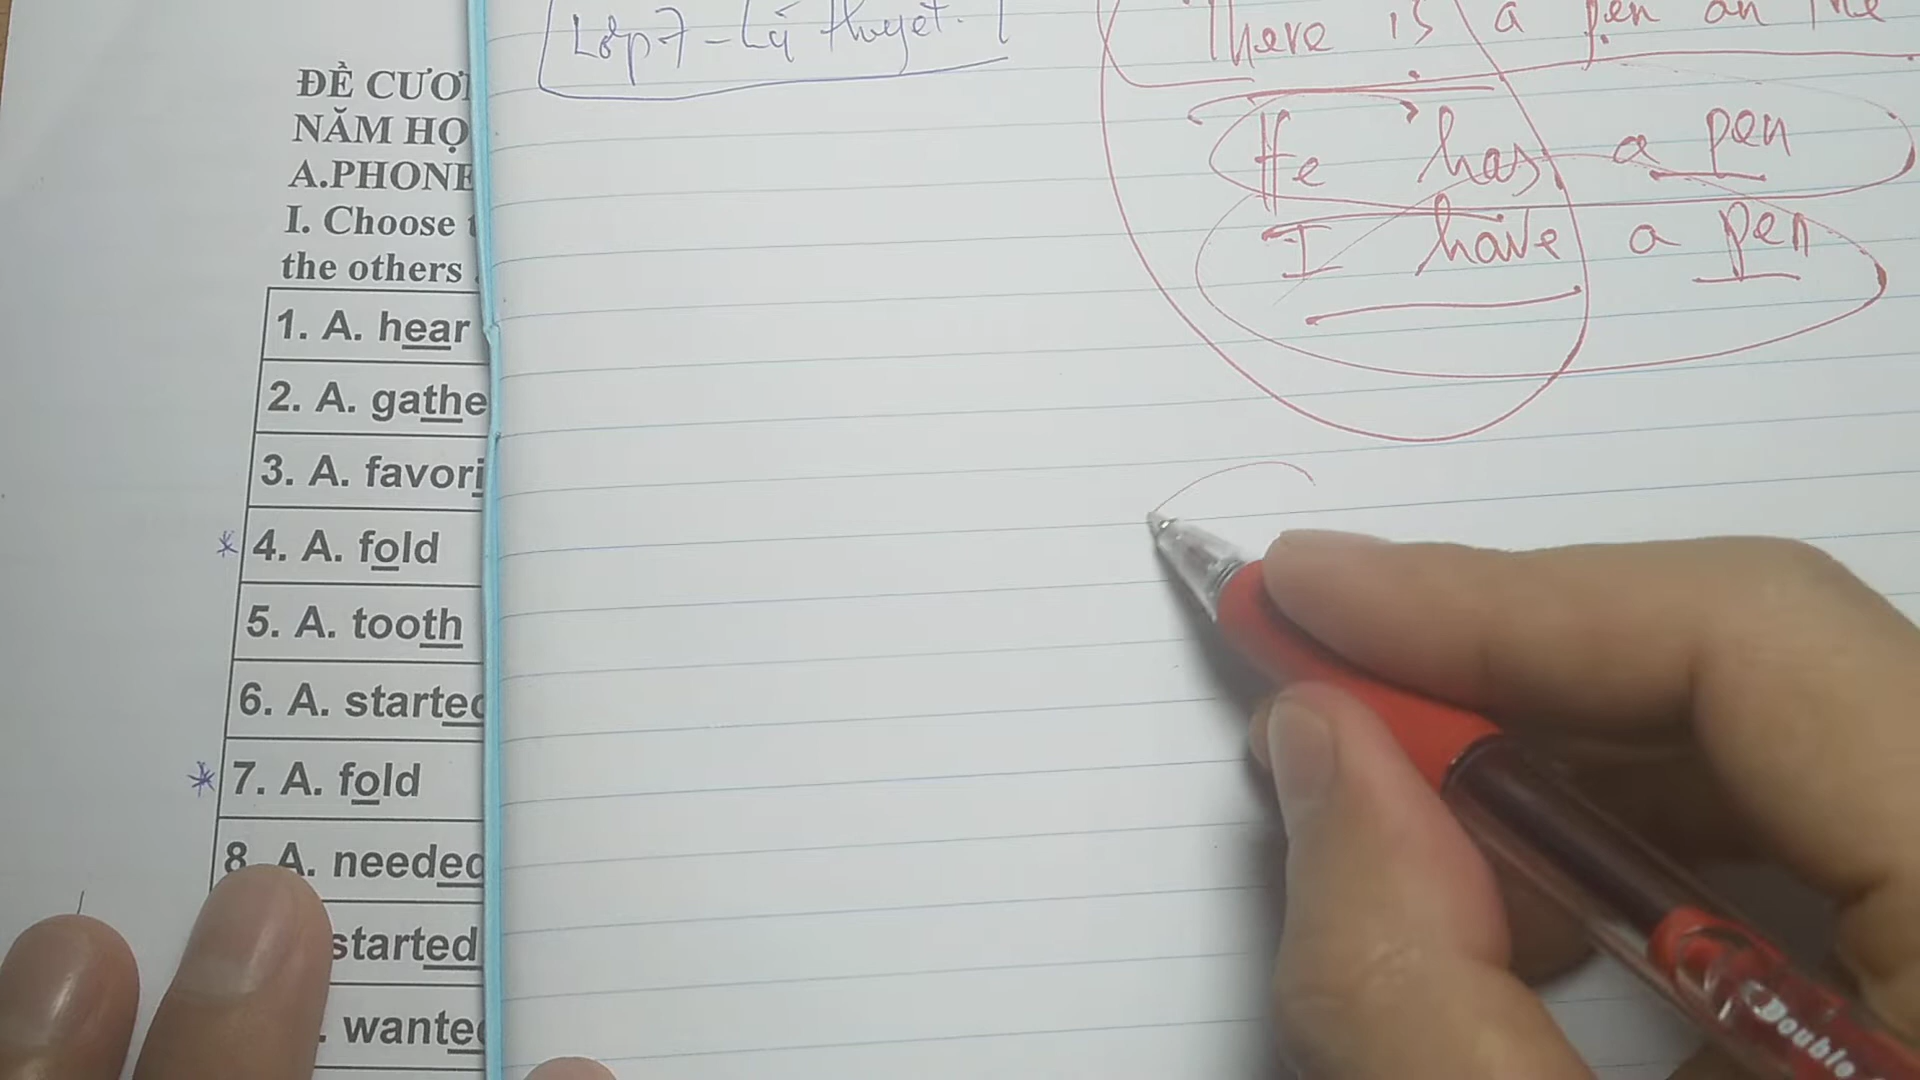 ĐỀ CƯƠ
NĂM HỌ
A.PHONE
I. Choose
the others
1. A. hear
2. A. gathe
3. A. favori
* 4. A. fold
5. A. tooth
6. A. starte
* 7. A. fold
8. A. neede
started
. wante
Lớp 7 - Lý thuyết.
There is a pen on the
He has a pen
I have a pen
Double